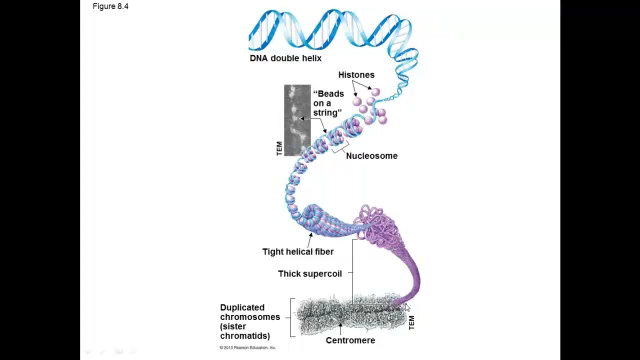 Figure 8.4
DNA double helix
Histones
"Beads
on a
string"
TEM
Nucleosome
Tight helical fiber
Thick supercoil
Duplicated
chromosomes
(sister
chromatids)
TEM
Centromere
© 2010 Pearson Education, Inc.